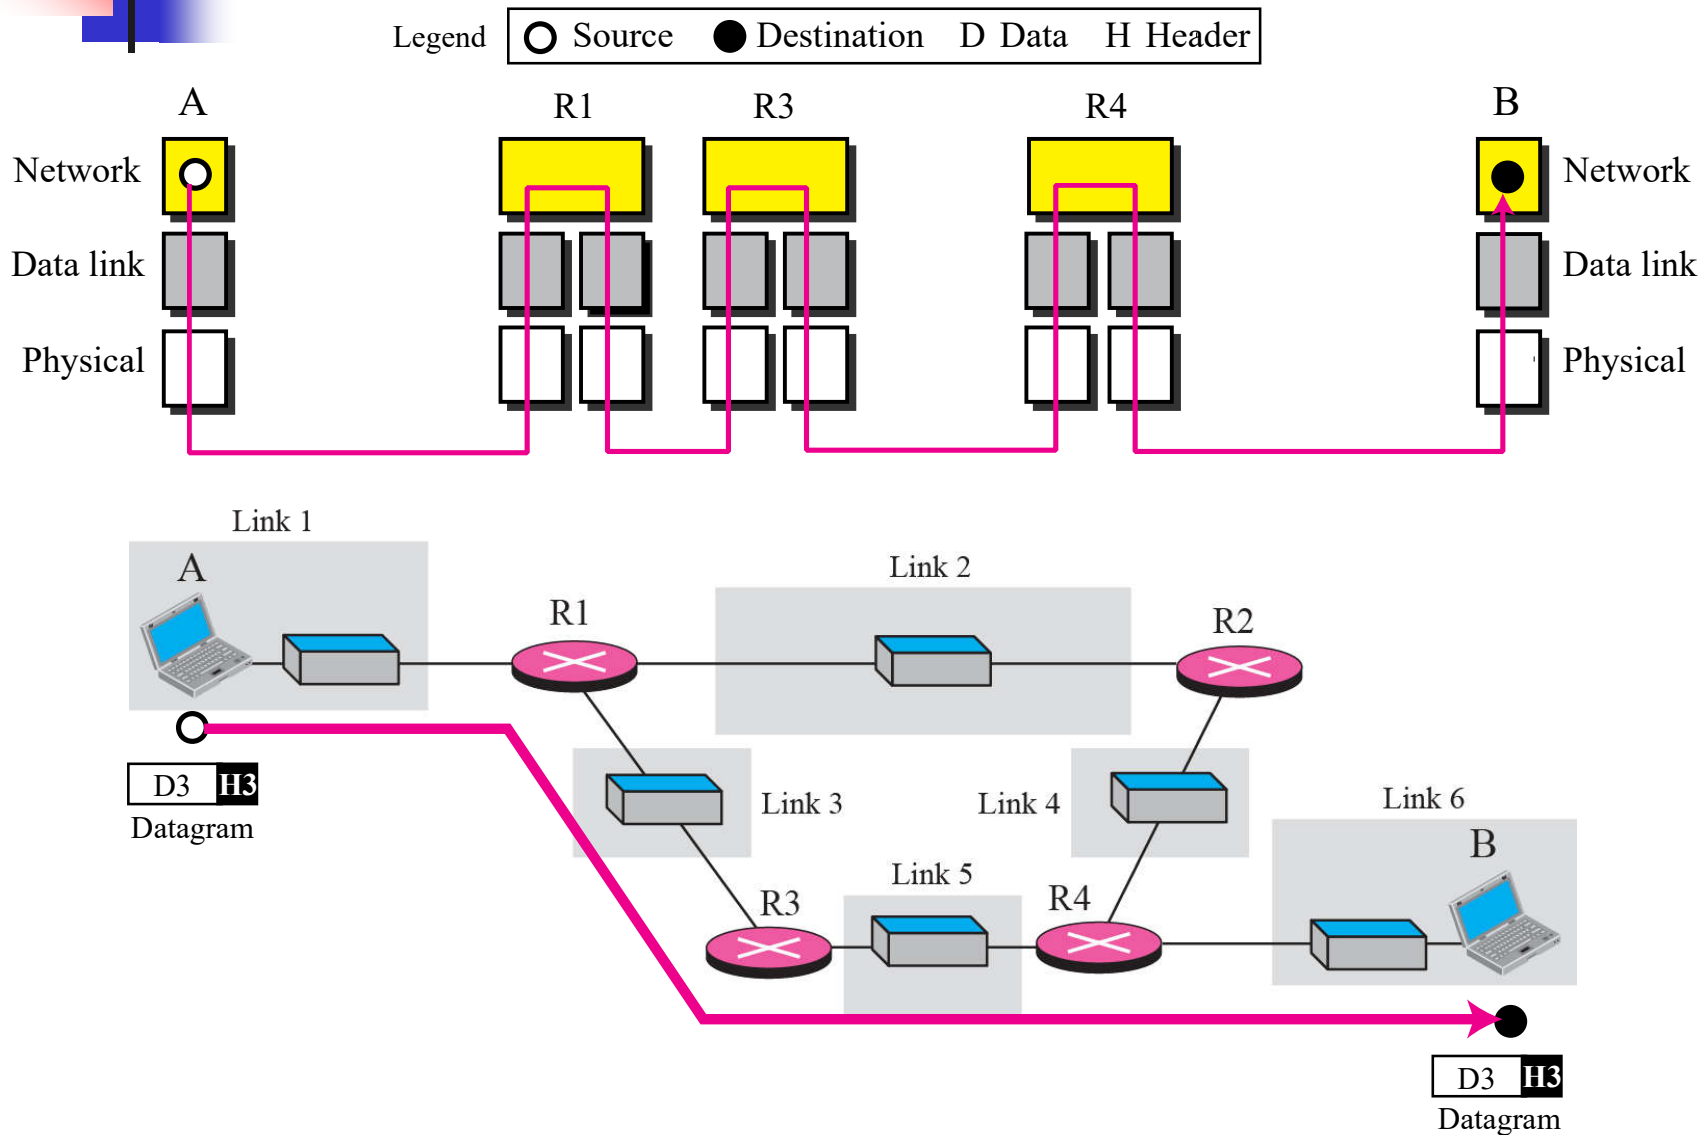 Legend Source Destination D Data H Header
A R1 R3 R4 B
Network Network
Data link Data link
Physical Physical
Link 1
A
Link 2
R1
R2
Link 3
Link 4
Link 6
D3 H3
Datagram
B
Link 5
R3
R4
D3 H3
Datagram